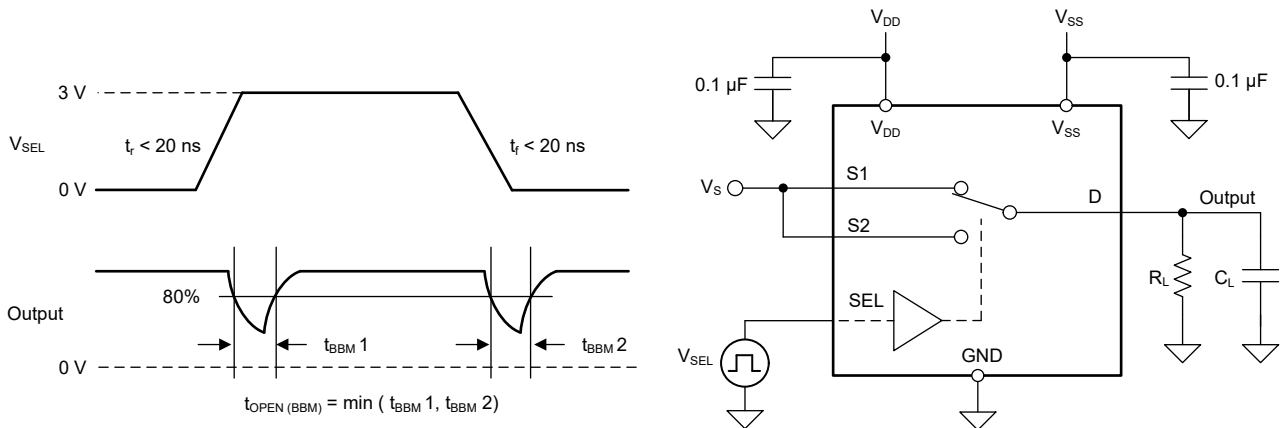 3 V
V_SEL
t_r < 20 ns
t_f < 20 ns
0 V
80%
Output
t_BBM 1
t_BBM 2
0 V
t_OPEN (BBM) = min ( t_BBM 1, t_BBM 2)
V_DD
V_SS
0.1 µF
0.1 µF
V_DD
V_SS
V_S
S1
D
Output
S2
R_L
C_L
SEL
V_SEL
GND